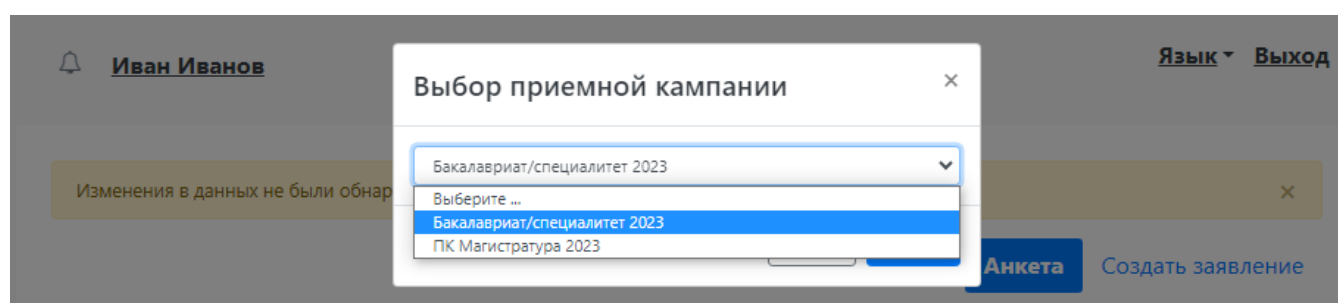 Иван Иванов
Язык Выход
Выбор приемной кампании
×
Бакалавриат/специалитет 2023
Изменения в данных не были обнар
×
Выберите ...
Бакалавриат/специалитет 2023
ПК Магистратура 2023
Анкета Создать заявление